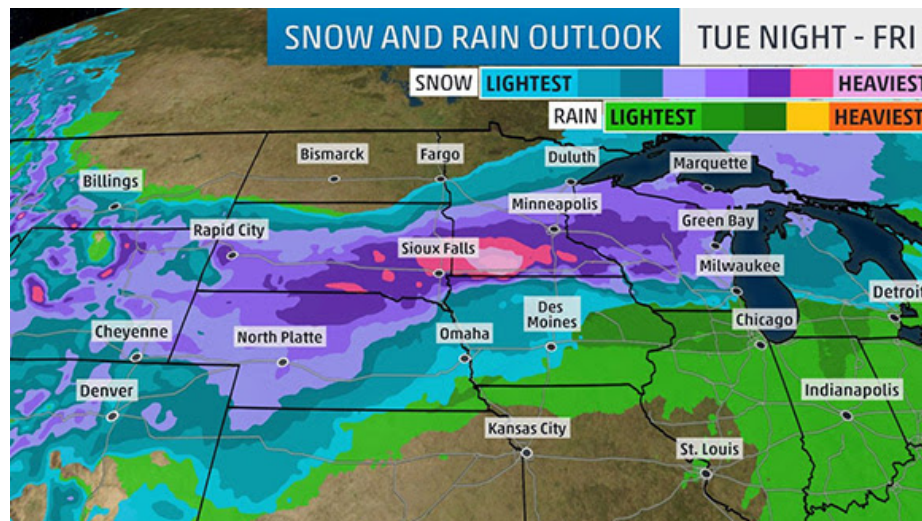 SNOW AND RAIN OUTLOOK TUE NIGHT - FRI
SNOW LIGHTEST HEAVIEST
RAIN LIGHTEST HEAVIEST
Bismarck
Fargo
Duluth
Marquette
Billings
Minneapolis
Rapid City
Green Bay
Sioux Falls
Milwaukee
Detroit
Cheyenne
North Platte
Omaha
Des
Moines
Chicago
Denver
Indianapolis
Kansas City
St. Louis